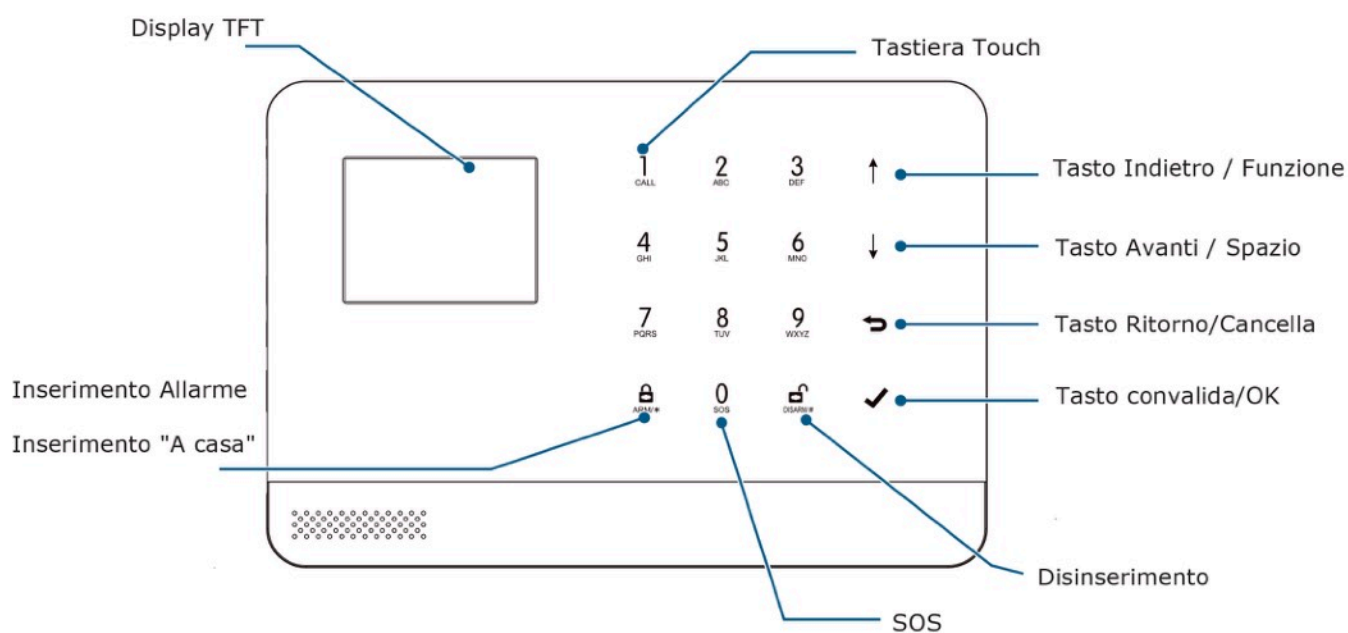 Display TFT
Tastiera Touch
1 2 3 ↑
CALL ABC DEF
Tasto Indietro / Funzione
4 5 6 ↓
GHI JKL MNO
Tasto Avanti / Spazio
7 8 9
PQRS TUV WXYZ
Tasto Ritorno/Cancella
0
ARM/* SOS DISARM/#
Tasto convalida/OK
Inserimento Allarme
Inserimento "A casa"
Disinserimento
SOS